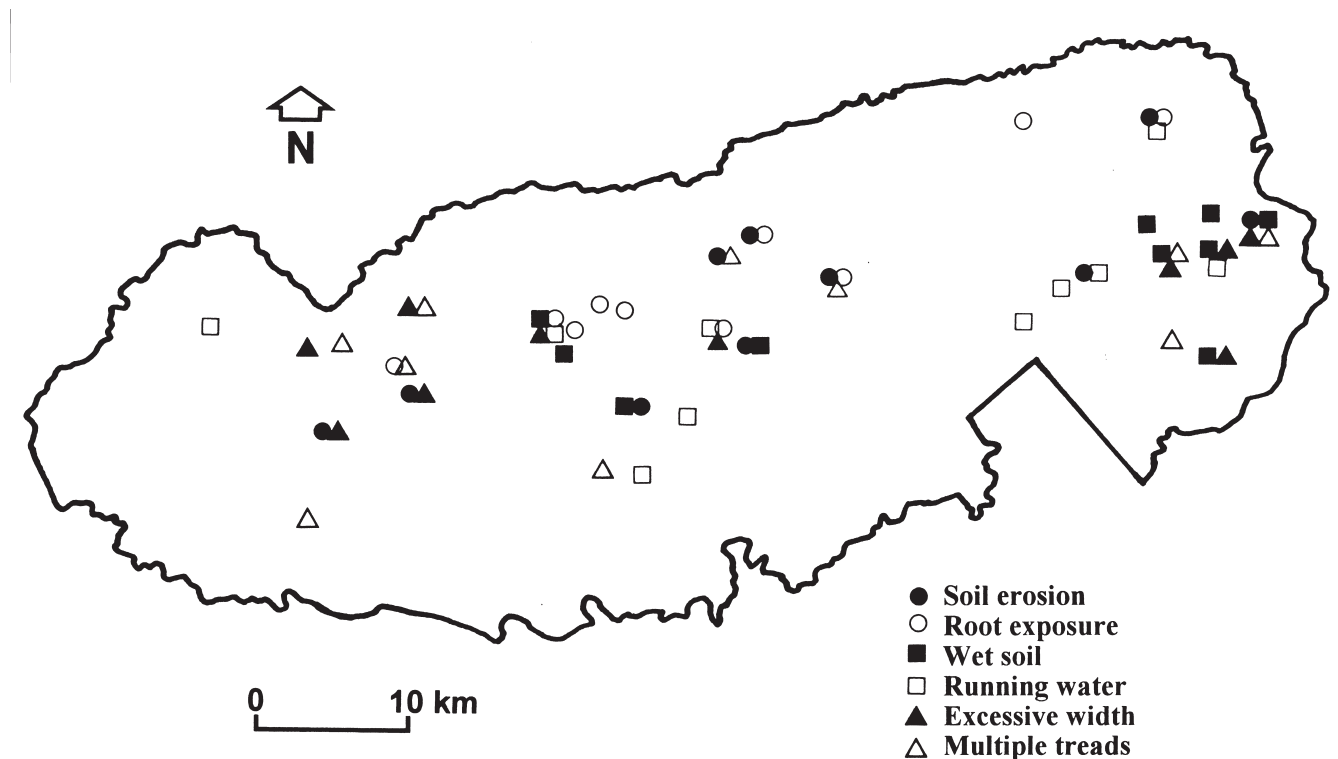 N
0 10 km
Soil erosion
Root exposure
Wet soil
Running water
Excessive width
Multiple treads